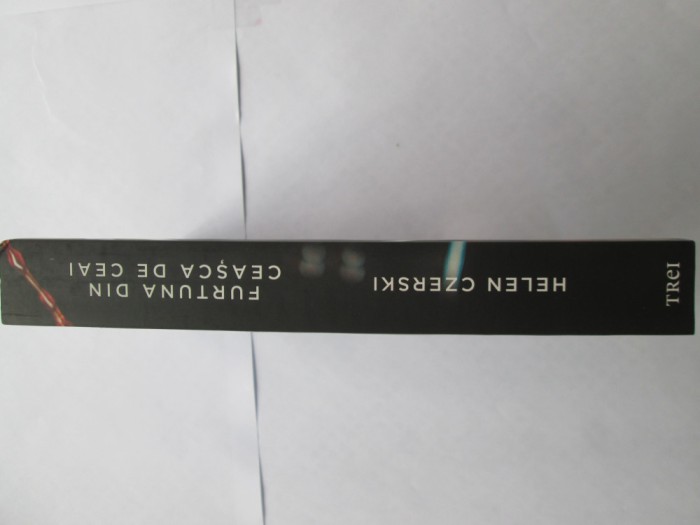 HELEN CZERSKI
FURTUNA DIN
CEAȘCA DE CEAI
TREI